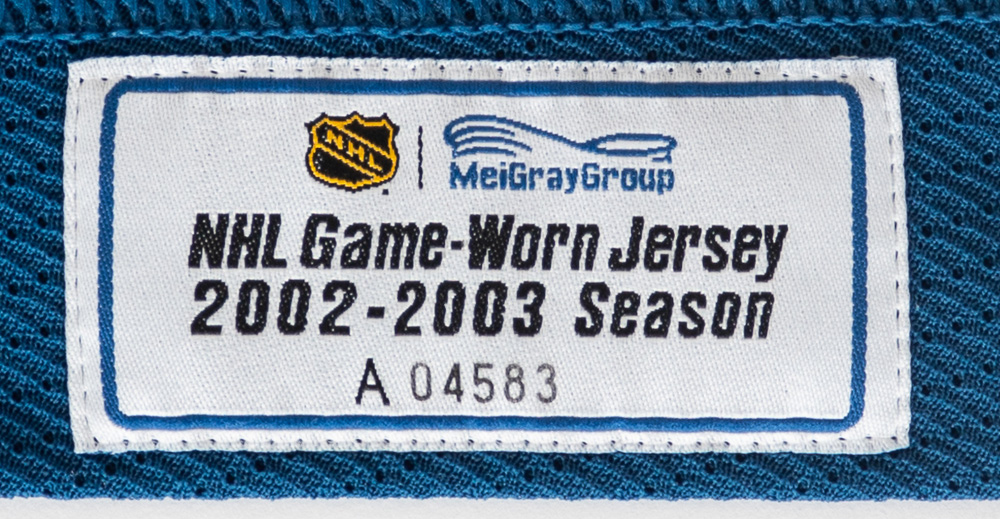 NHL
MeiGrayGroup
NHL Game-Worn Jersey
2002-2003 Season
A 04583